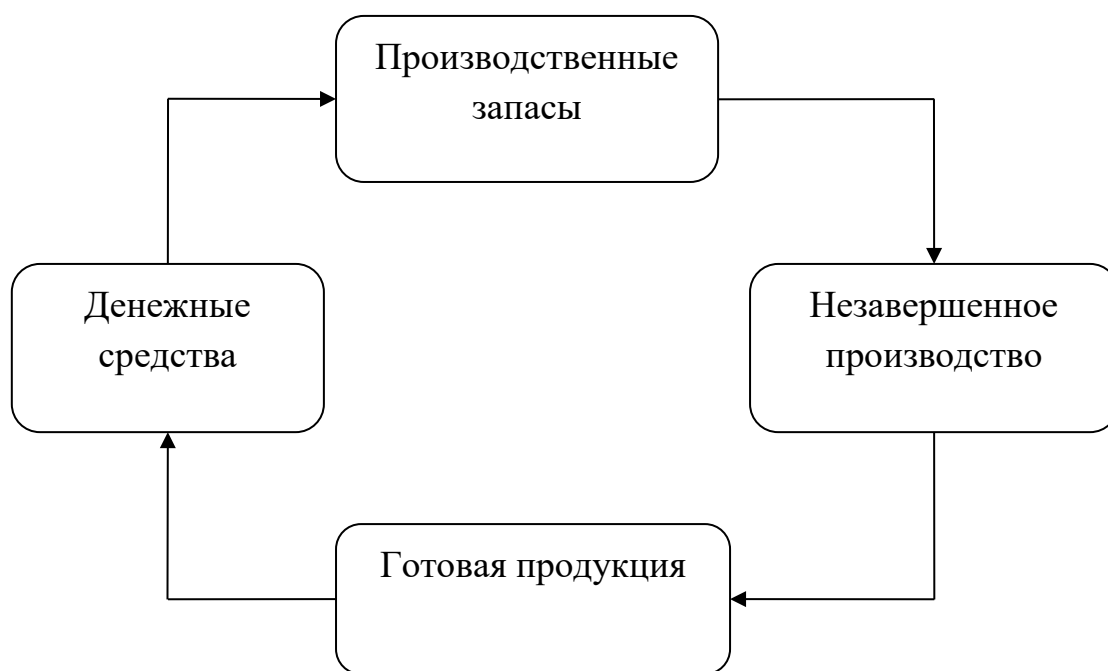 Производственные
запасы
Денежные
средства
Незавершенное
производство
Готовая продукция